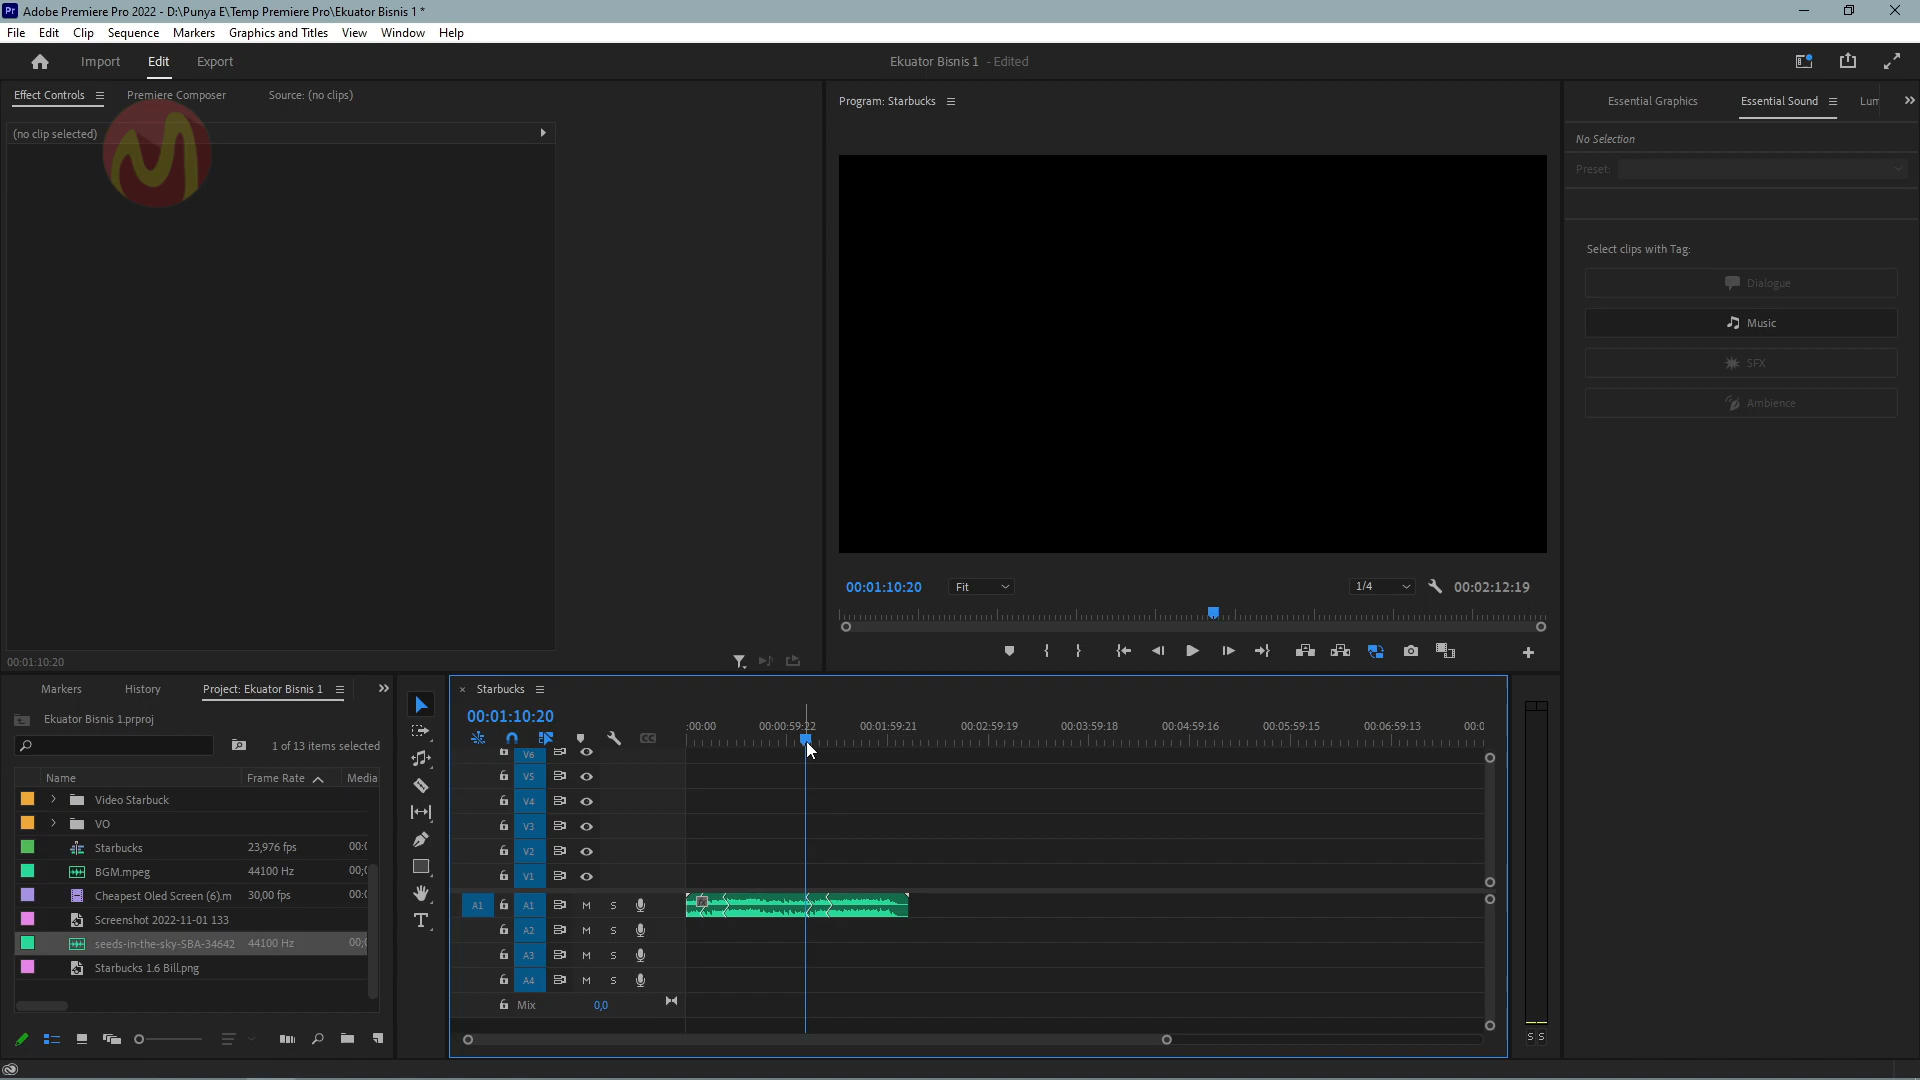 Adobe Premiere Pro 2022 - D:\Punya E\Temp Premiere Pro\Ekuator Bisnis 1 *
File Edit Clip Sequence Markers Graphics and Titles View Window Help
Import Edit Export
Ekuator Bisnis 1 - Edited
Effect Controls Premiere Composer Source: (no clips)
(no clip selected)
00:01:10:20
Program: Starbucks
00:01:10:20 Fit 1/4 00:02:12:19
Essential Graphics Essential Sound Lum
No Selection
Preset:
Select clips with Tag:
Dialogue
Music
SFX
Ambience
Markers History Project: Ekuator Bisnis 1
Ekuator Bisnis 1.prproj
1 of 13 items selected
Name Frame Rate Media
Video Starbuck
VO
Starbucks 23,976 fps 00:0
BGM.mpeg 44100 Hz 00;0
Cheapest Oled Screen (6).m 30,00 fps 00:0
Screenshot 2022-11-01 133
seeds-in-the-sky-SBA-34642 44100 Hz 00;0
Starbucks 1.6 Bill.png
Starbucks
00:01:10:20
:00:00 00:00:59:22 00:01:59:21 00:02:59:19 00:03:59:18 00:04:59:16 00:05:59:15 00:06:59:13 00:0
V6
V5
V4
V3
V2
V1
A1 A1 M S
A2 M S
A3 M S
A4 M S
Mix 0,0
S S